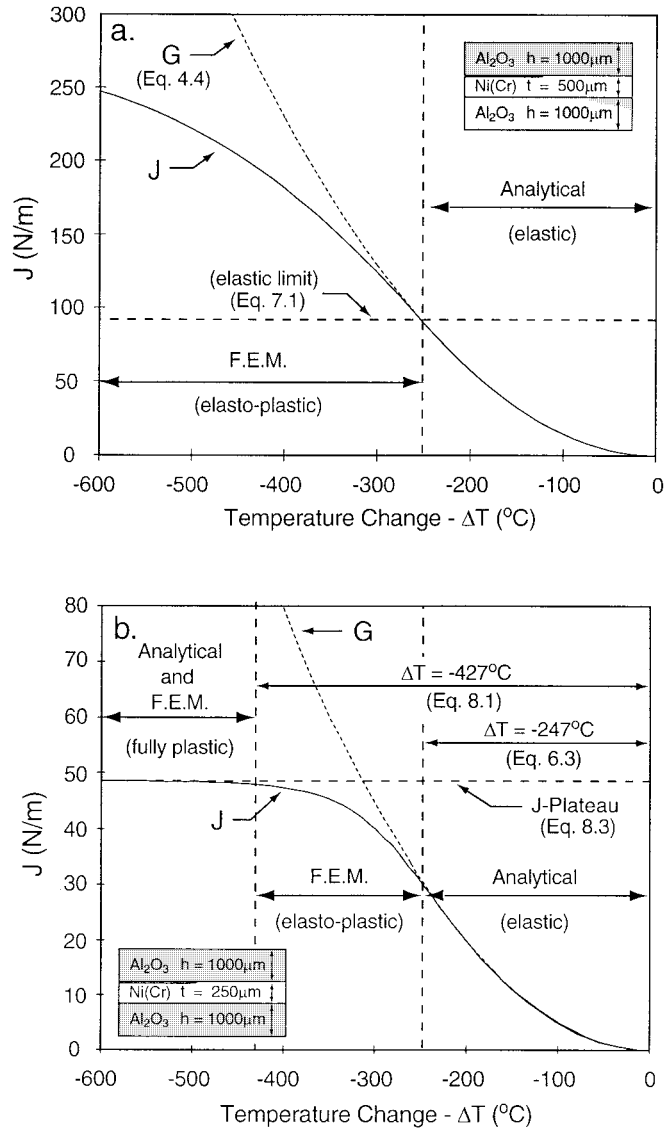 a.
300
250
200
150
100
50
0
J (N/m)
G
(Eq. 4.4)
J
Al₂O₃ h = 1000μm
Ni(Cr) t = 500μm
Al₂O₃ h = 1000μm
Analytical
(elastic)
(elastic limit)
(Eq. 7.1)
F.E.M.
(elasto-plastic)
-600 -500 -400 -300 -200 -100 0
Temperature Change - ΔT (°C)
b.
80
70
60
50
40
30
20
10
0
J (N/m)
G
Analytical
and
F.E.M.
(fully plastic)
ΔT = -427°C
(Eq. 8.1)
ΔT = -247°C
(Eq. 6.3)
J
J-Plateau
(Eq. 8.3)
F.E.M.
(elasto-plastic)
Analytical
(elastic)
Al₂O₃ h = 1000μm
Ni(Cr) t = 250μm
Al₂O₃ h = 1000μm
-600 -500 -400 -300 -200 -100 0
Temperature Change - ΔT (°C)